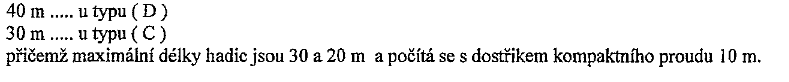 40 m ..... u typu ( D )
30 m ..... u typu ( C )
přičemž maximální délky hadic jsou 30 a 20 m a počítá se s dostřikem kompaktního proudu 10 m.